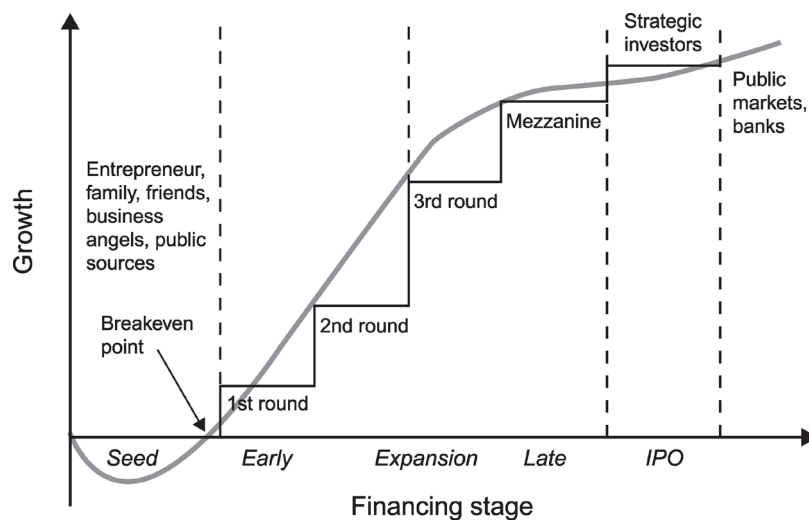 Growth
Strategic
investors
Public
markets,
banks
Mezzanine
Entrepreneur,
family, friends,
business
angels, public
sources
3rd round
2nd round
Breakeven
point
1st round
Seed
Early
Expansion
Late
IPO
Financing stage